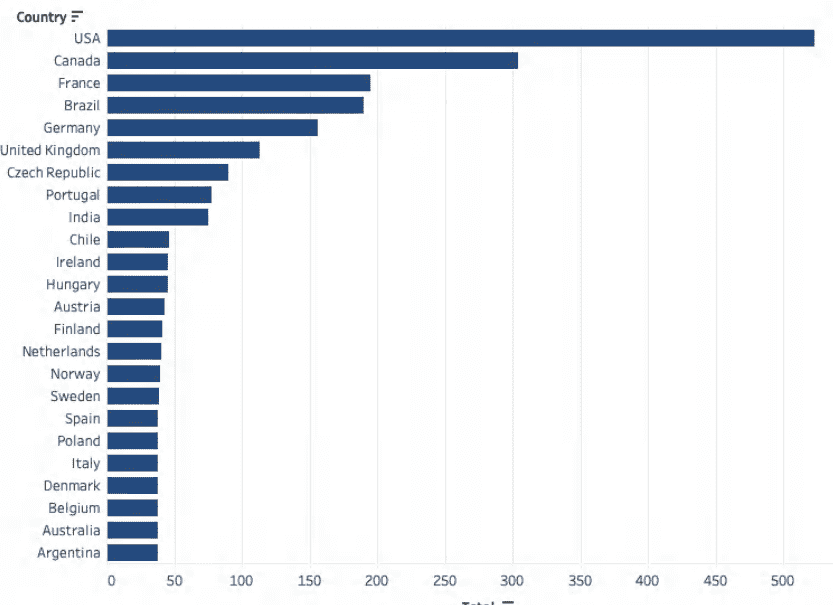 Country
USA
Canada
France
Brazil
Germany
United Kingdom
Czech Republic
Portugal
India
Chile
Ireland
Hungary
Austria
Finland
Netherlands
Norway
Sweden
Spain
Poland
Italy
Denmark
Belgium
Australia
Argentina
0 50 100 150 200 250 300 350 400 450 500
Total